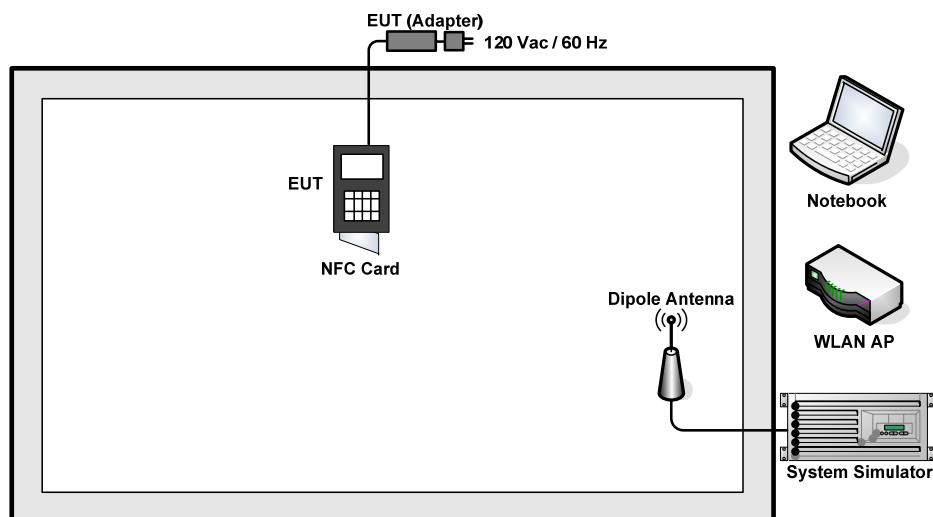 EUT (Adapter)
120 Vac / 60 Hz
EUT
NFC Card
Dipole Antenna
Notebook
WLAN AP
System Simulator